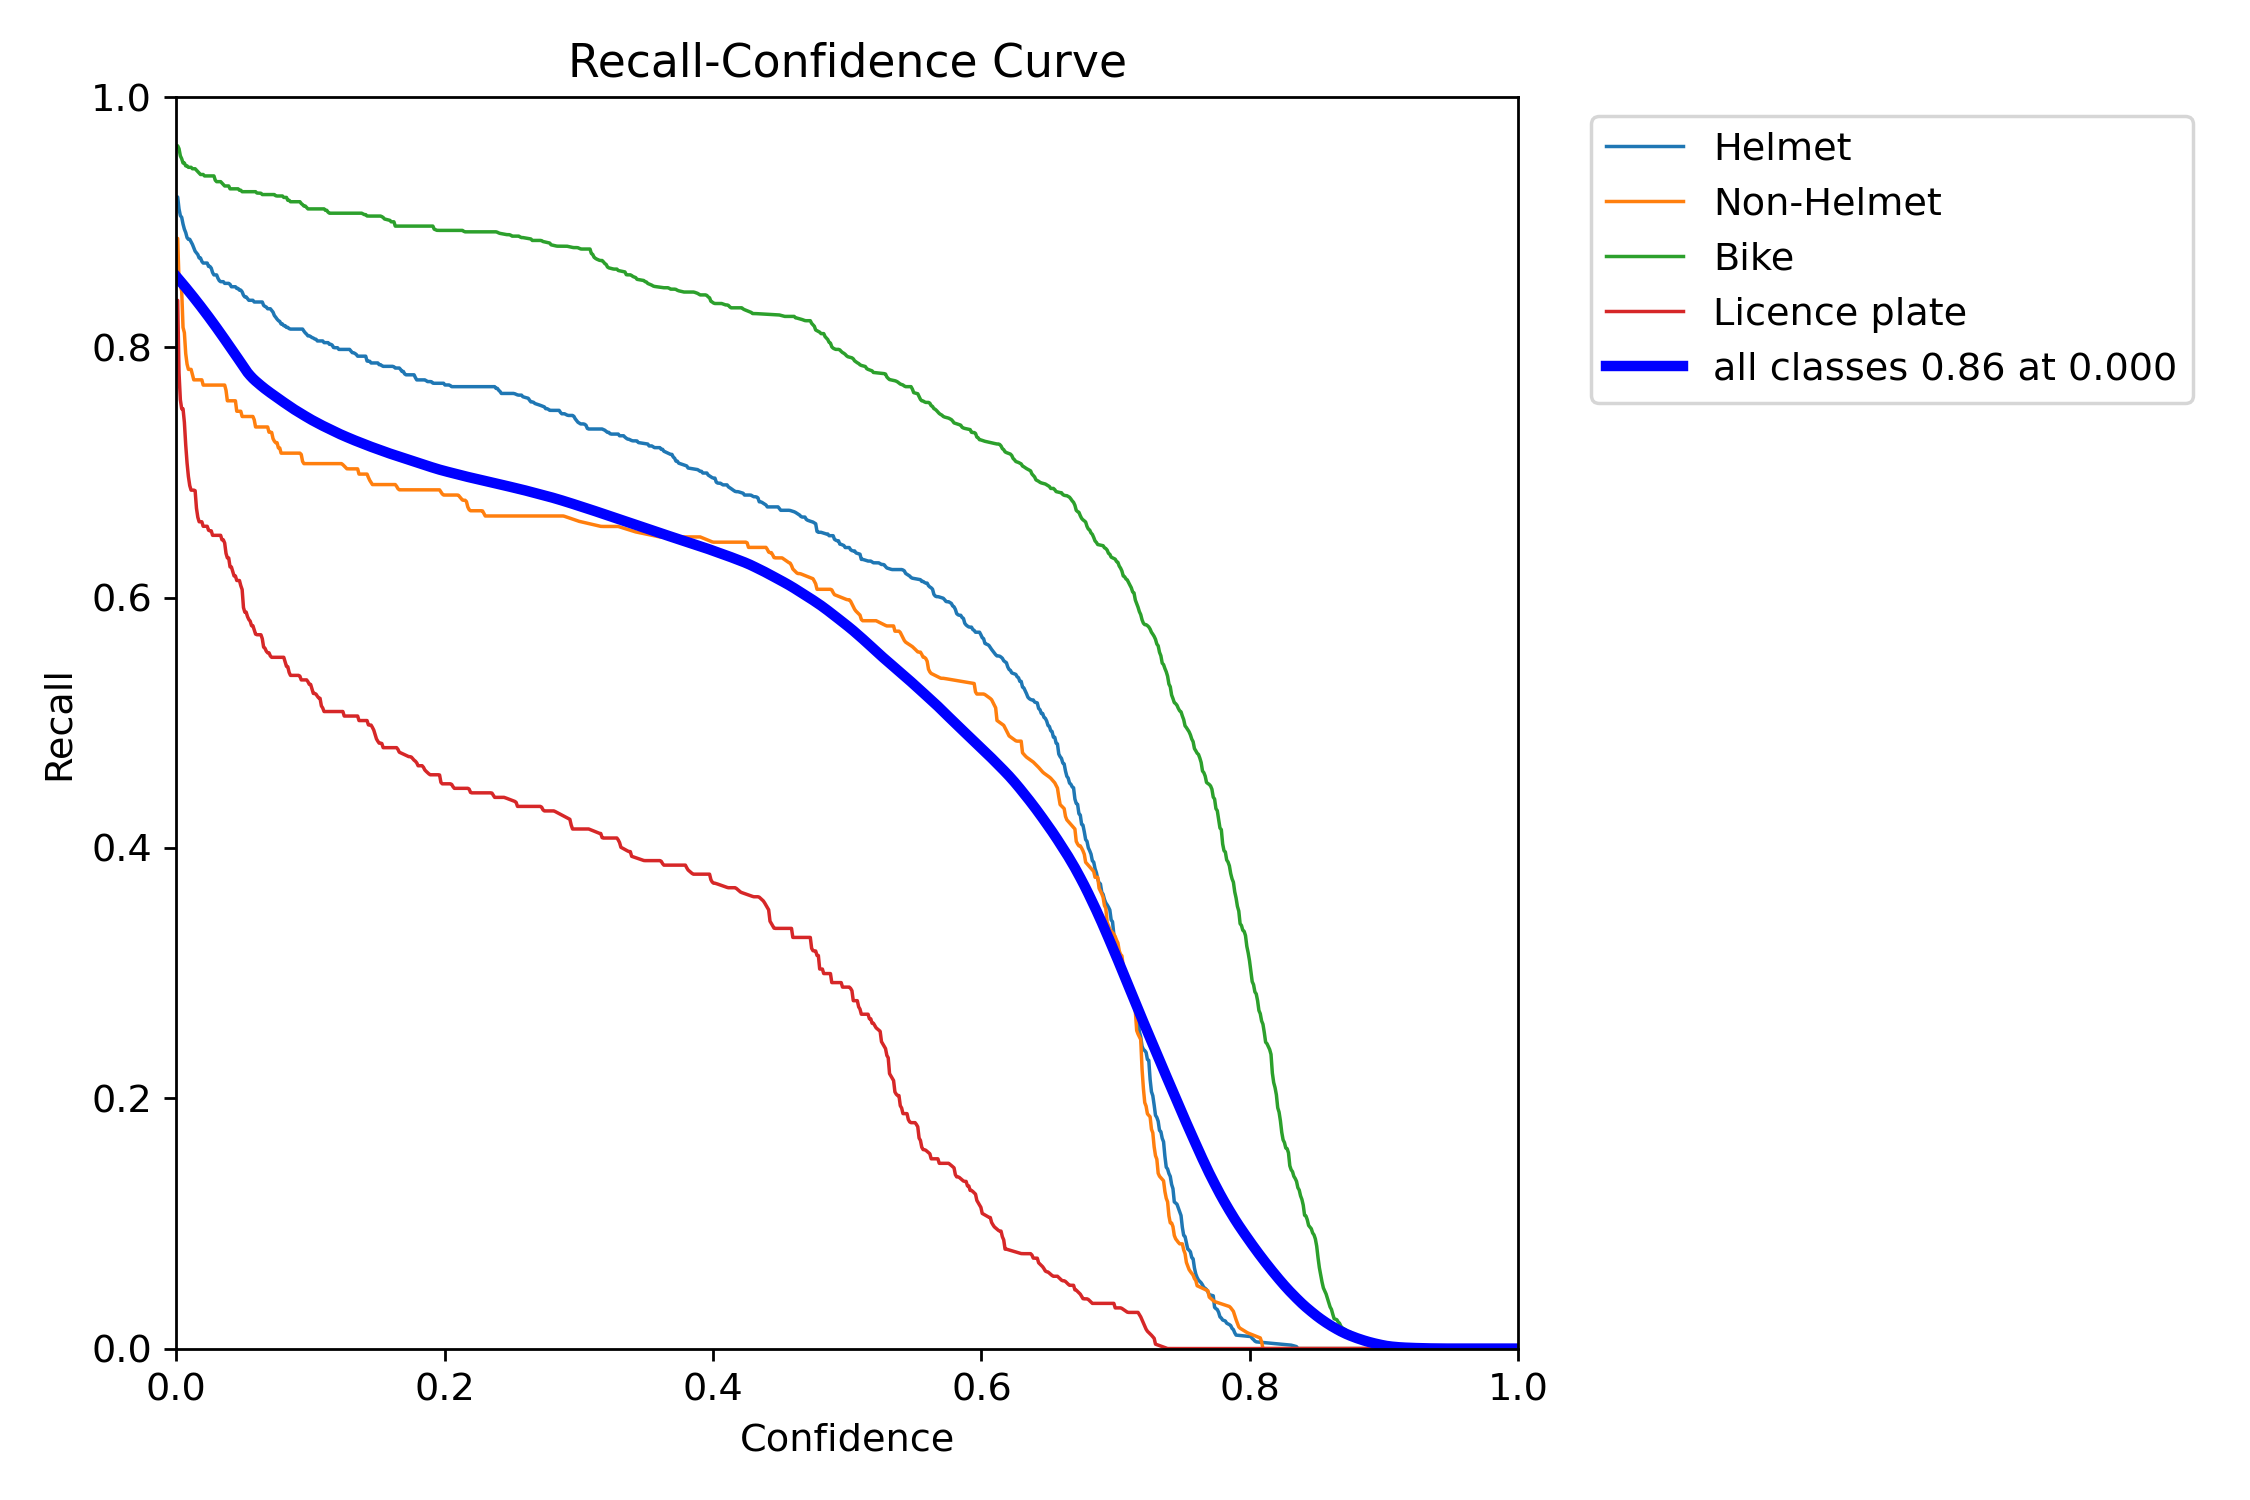 Recall-Confidence Curve
1.0
0.8
0.6
0.4
0.2
0.0
Recall
0.0 0.2 0.4 0.6 0.8 1.0
Confidence
Helmet
Non-Helmet
Bike
Licence plate
all classes 0.86 at 0.000